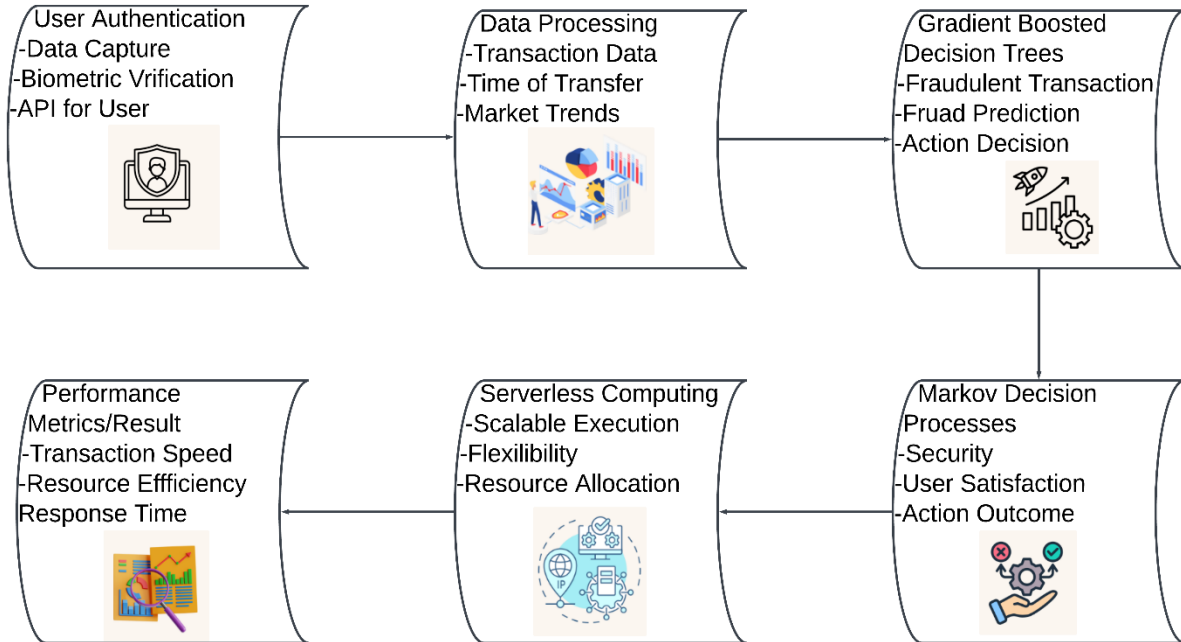 User Authentication
-Data Capture
-Biometric Vrification
-API for User
Data Processing
-Transaction Data
-Time of Transfer
-Market Trends
Gradient Boosted
Decision Trees
-Fraudulent Transaction
-Fruad Prediction
-Action Decision
Performance
Metrics/Result
-Transaction Speed
-Resource Effficiency
Response Time
Serverless Computing
-Scalable Execution
-Flexilibility
-Resource Allocation
IP
Markov Decision
Processes
-Security
-User Satisfaction
-Action Outcome